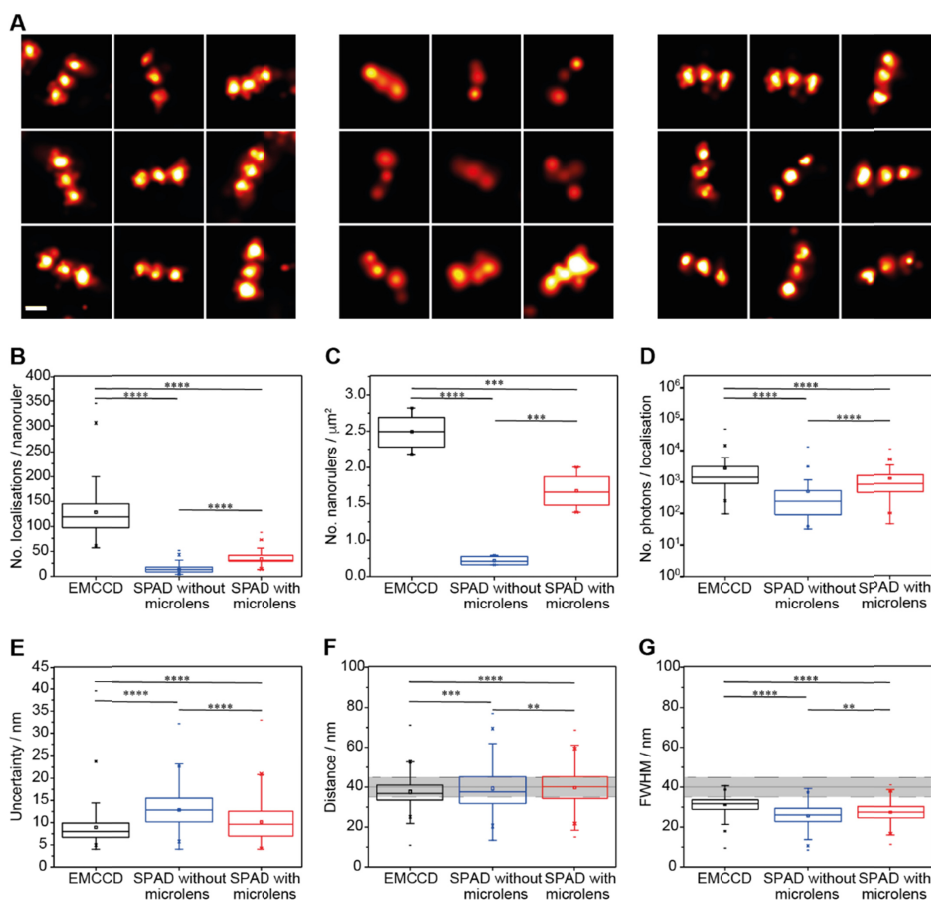 A
B
C
D
No. localisations / nanoruler
400
350
300
250
200
150
100
50
0
****
****
****
EMCCD
SPAD without microlens
SPAD with microlens
No. nanorulers / µm²
3.0
2.5
2.0
1.5
1.0
0.5
0.0
***
****
***
EMCCD
SPAD without microlens
SPAD with microlens
No. photons / localisation
10⁶
10⁵
10⁴
10³
10²
10¹
10⁰
****
****
****
EMCCD
SPAD without microlens
SPAD with microlens
E
F
G
Uncertainty / nm
45
40
35
30
25
20
15
10
5
0
****
****
****
EMCCD
SPAD without microlens
SPAD with microlens
Distance / nm
100
80
60
40
20
0
****
***
**
EMCCD
SPAD without microlens
SPAD with microlens
FWHM / nm
100
80
60
40
20
0
****
****
**
EMCCD
SPAD without microlens
SPAD with microlens